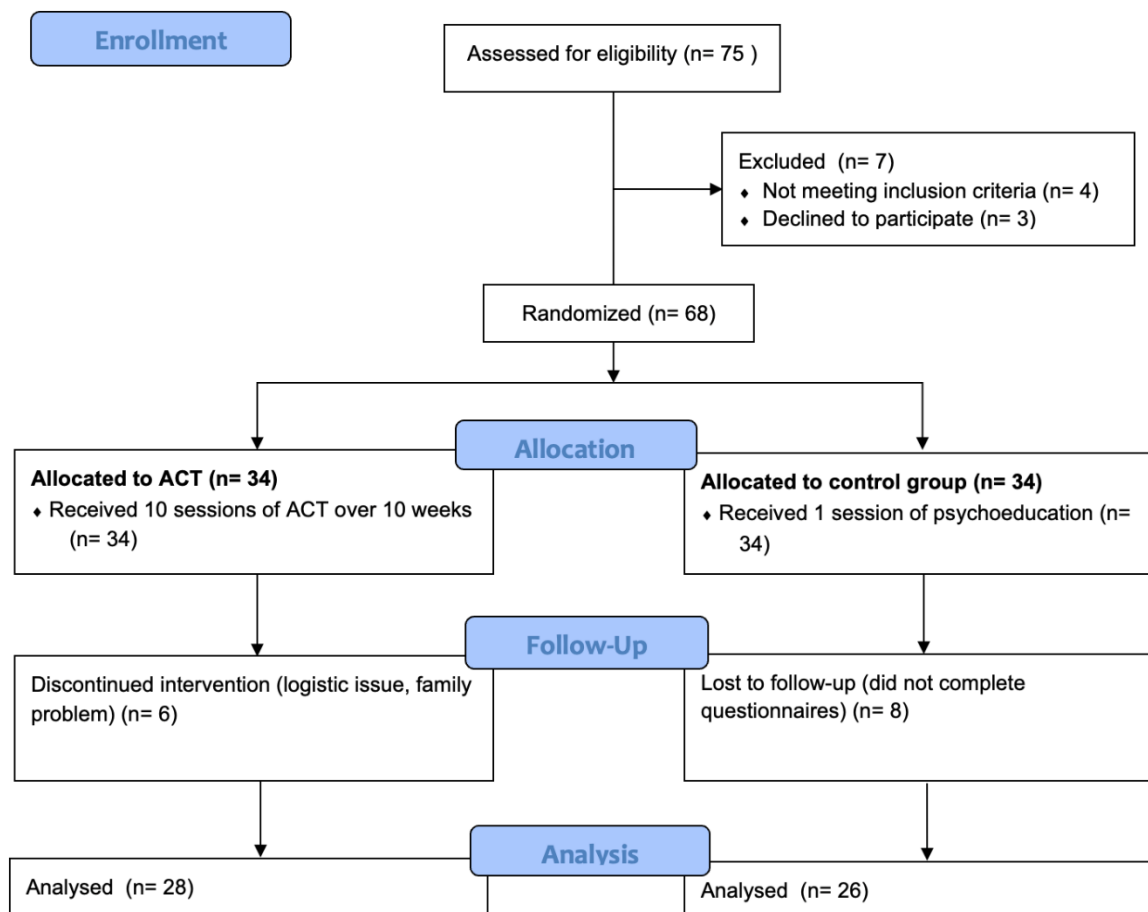 Enrollment
Assessed for eligibility (n= 75 )
Excluded (n= 7)
♦ Not meeting inclusion criteria (n= 4)
♦ Declined to participate (n= 3)
Randomized (n= 68)
Allocation
Allocated to ACT (n= 34)
♦ Received 10 sessions of ACT over 10 weeks
(n= 34)
Allocated to control group (n= 34)
♦ Received 1 session of psychoeducation (n=
34)
Follow-Up
Discontinued intervention (logistic issue, family
problem) (n= 6)
Lost to follow-up (did not complete
questionnaires) (n= 8)
Analysis
Analysed (n= 28)
Analysed (n= 26)